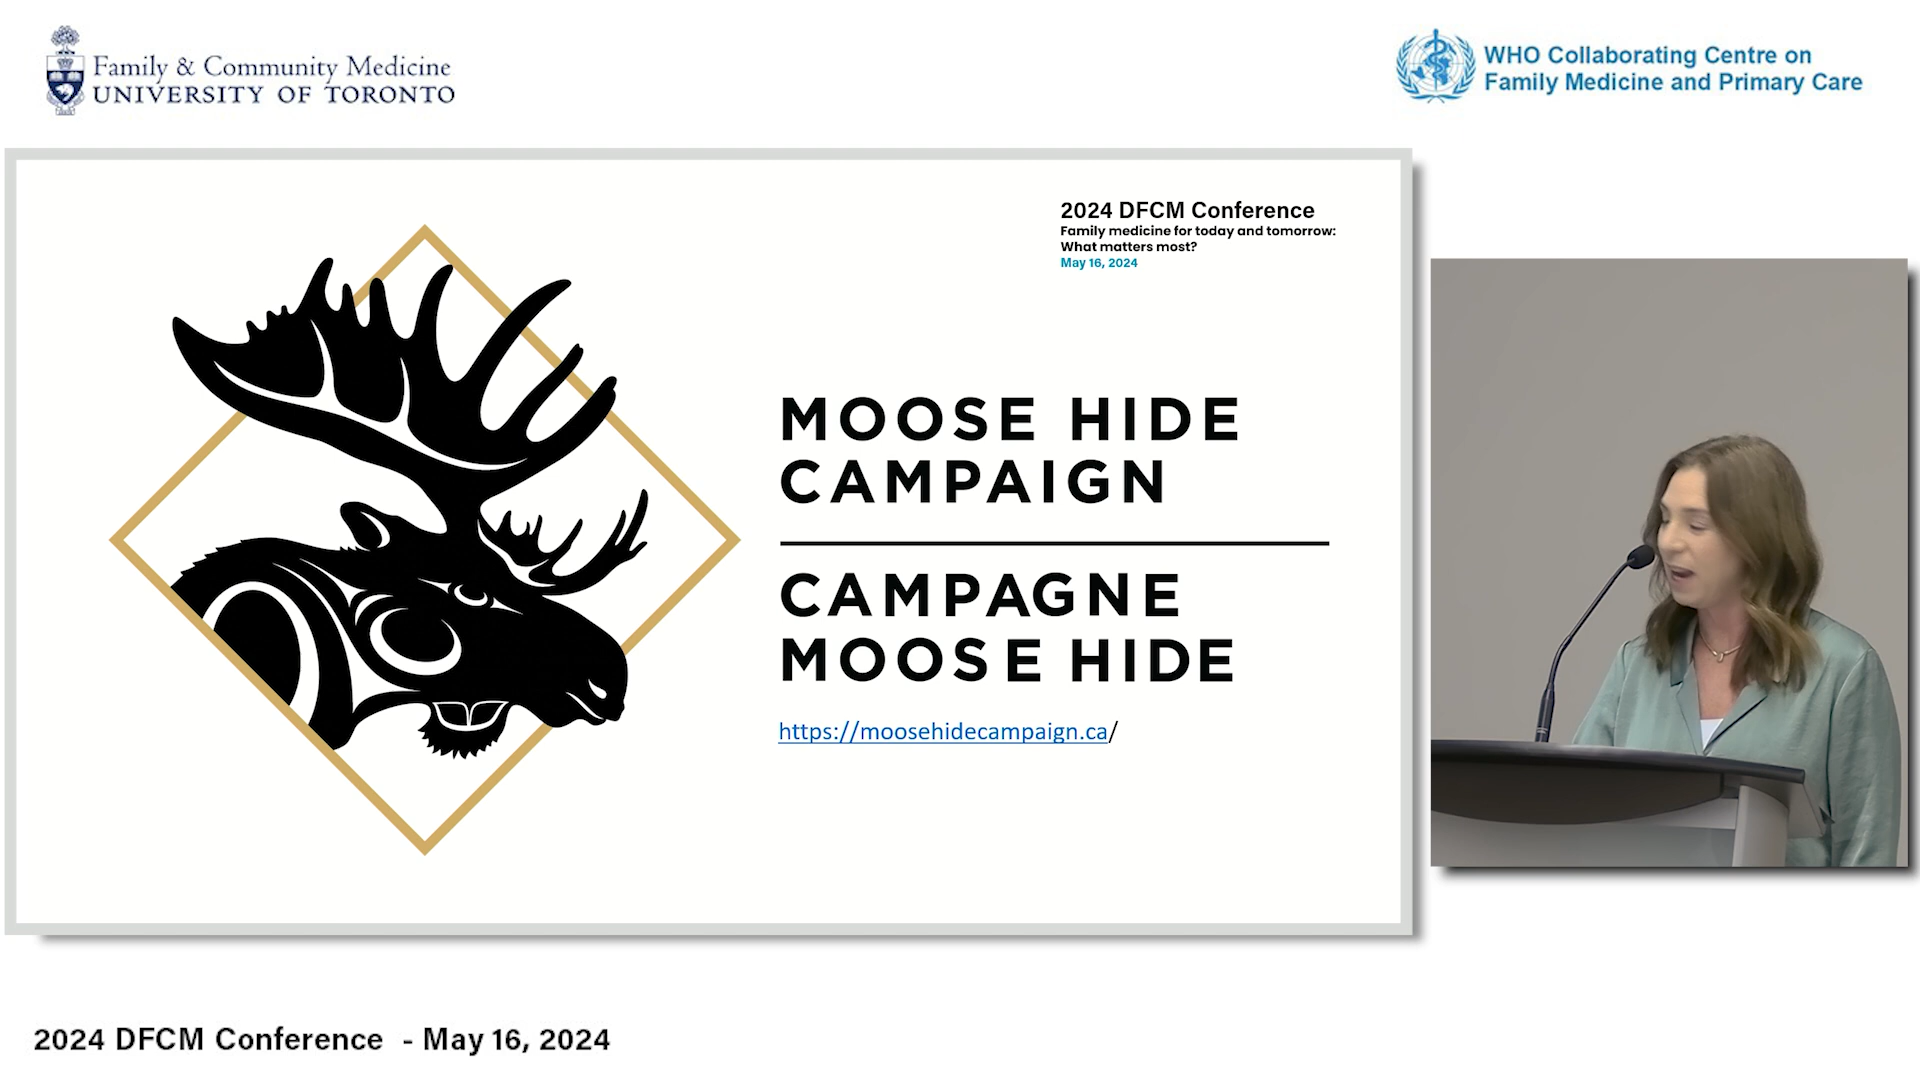 Family & Community Medicine
UNIVERSITY OF TORONTO
WHO Collaborating Centre on
Family Medicine and Primary Care
2024 DFCM Conference
Family medicine for today and tomorrow:
What matters most?
May 16, 2024
MOOSE HIDE
CAMPAIGN
CAMPAGNE
MOOSE HIDE
https://moosehidecampaign.ca/
2024 DFCM Conference - May 16, 2024